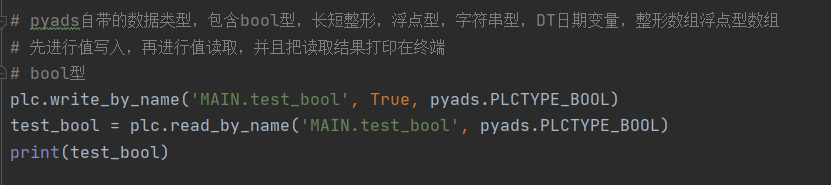 # pyads自带的数据类型，包含bool型，长短整形，浮点型，字符串型，DT日期变量，整形数组浮点型数组
# 先进行值写入，再进行值读取，并且把读取结果打印在终端
# bool型
plc.write_by_name('MAIN.test_bool', True, pyads.PLCTYPE_BOOL)
test_bool = plc.read_by_name('MAIN.test_bool', pyads.PLCTYPE_BOOL)
print(test_bool)